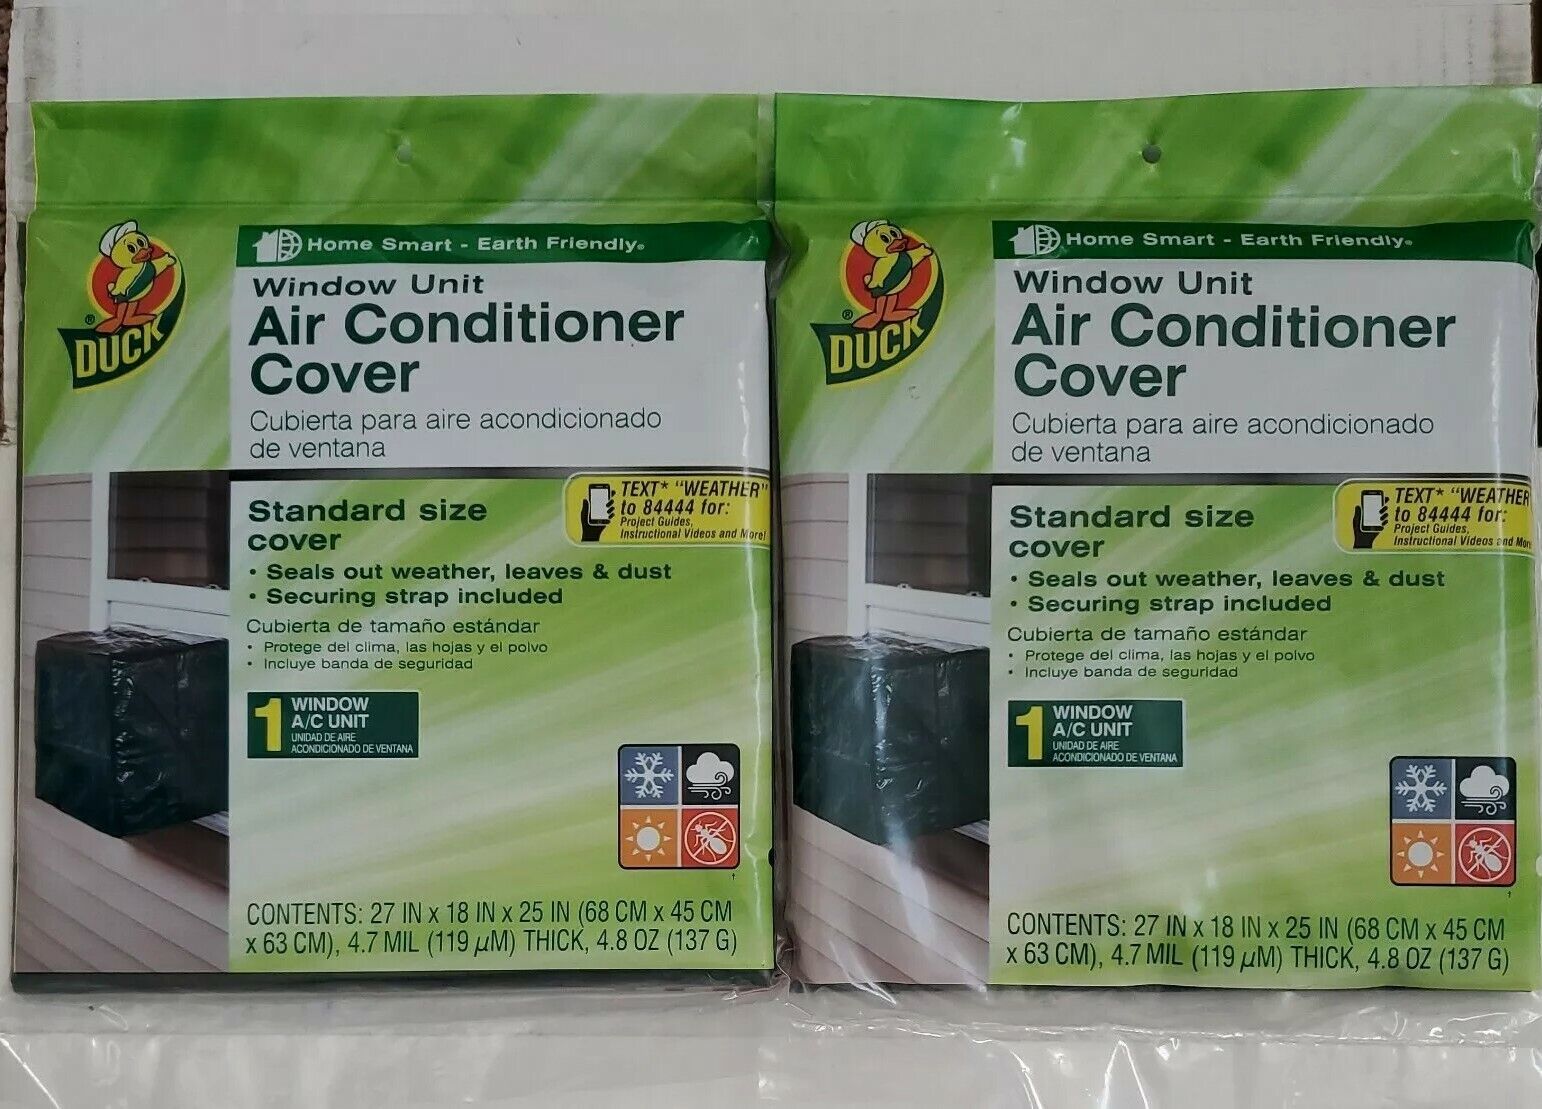 Home Smart - Earth Friendly®
Window Unit
Air Conditioner
Cover
Cubierta para aire acondicionado
de ventana
® DUCK
TEXT* "WEATHER"
to 84444 for:
Project Guides,
Instructional Videos and More!
Standard size
cover
• Seals out weather, leaves & dust
• Securing strap included
Cubierta de tamaño estándar
• Protege del clima, las hojas y el polvo
• Incluye banda de seguridad
1 WINDOW
A/C UNIT
UNIDAD DE AIRE
ACONDICIONADO DE VENTANA
†
CONTENTS: 27 IN x 18 IN x 25 IN (68 CM x 45 CM
x 63 CM), 4.7 MIL (119 µM) THICK, 4.8 OZ (137 G)
Home Smart - Earth Friendly®
Window Unit
Air Conditioner
Cover
Cubierta para aire acondicionado
de ventana
® DUCK
TEXT* "WEATHER
to 84444 for:
Project Guides,
Instructional Videos and More
Standard size
cover
• Seals out weather, leaves & dust
• Securing strap included
Cubierta de tamaño estándar
• Protege del clima, las hojas y el polvo
• Incluye banda de seguridad
1 WINDOW
A/C UNIT
UNIDAD DE AIRE
ACONDICIONADO DE VENTANA
†
CONTENTS: 27 IN x 18 IN x 25 IN (68 CM x 45 CM
x 63 CM), 4.7 MIL (119 µM) THICK, 4.8 OZ (137 G)